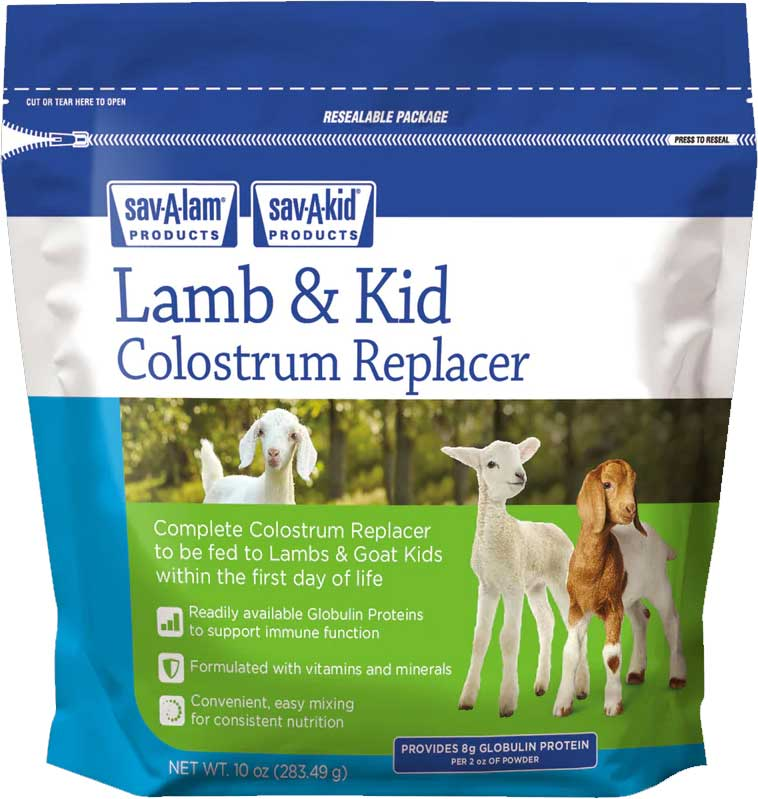 CUT OR TEAR HERE TO OPEN
RESEALABLE PACKAGE
PRESS TO RESEAL
sav-A-lam® sav-A-kid®
PRODUCTS PRODUCTS
Lamb & Kid
Colostrum Replacer
Complete Colostrum Replacer
to be fed to Lambs & Goat Kids
within the first day of life
Readily available Globulin Proteins
to support immune function
Formulated with vitamins and minerals
Convenient, easy mixing
for consistent nutrition
PROVIDES 8g GLOBULIN PROTEIN
PER 2 oz OF POWDER
NET WT. 10 oz (283.49 g)